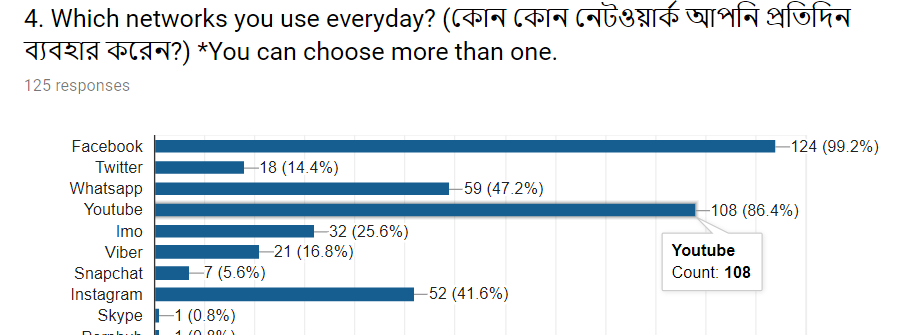 4. Which networks you use everyday? (কোন কোন নেটওয়ার্ক আপনি প্রতিদিন
ব্যবহার করেন?) *You can choose more than one.
125 responses
Facebook 124 (99.2%)
Twitter 18 (14.4%)
Whatsapp 59 (47.2%)
Youtube 108 (86.4%)
Imo 32 (25.6%)
Viber 21 (16.8%)
Youtube
Count: 108
Snapchat 7 (5.6%)
Instagram 52 (41.6%)
Skype 1 (0.8%)